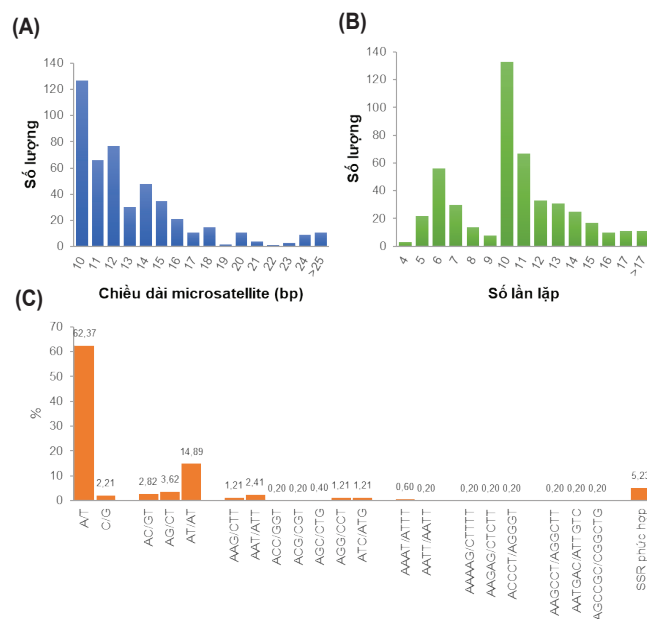 (A)
Số lượng
140
120
100
80
60
40
20
0
10 11 12 13 14 15 16 17 18 19 20 21 22 23 24 >25
Chiều dài microsatellite (bp)
(B)
Số lượng
140
120
100
80
60
40
20
0
4 5 6 7 8 9 10 11 12 13 14 15 16 17 >17
Số lần lặp
(C)
%
70
60
50
40
30
20
10
0
62,37 2,21 2,82 3,62 14,89 1,21 2,41 0,20 0,20 0,40 1,21 1,21 0,60 0,20 0,20 0,20 0,20 0,20 0,20 0,20 5,23
A/T
C/G
AC/GT
AG/CT
AT/AT
AAG/CTT
AAT/ATT
ACC/GGT
ACG/CGT
AGC/CTG
AGG/CCT
ATC/ATG
AAAT/ATTT
AATT/AATT
AAAAG/CTTTT
AAGAG/CTCTT
ACCCT/AGGGT
AAGCCT/AGGCTT
AATGAC/ATTGTC
AGCCGC/CGGCTG
SSR phức hợp